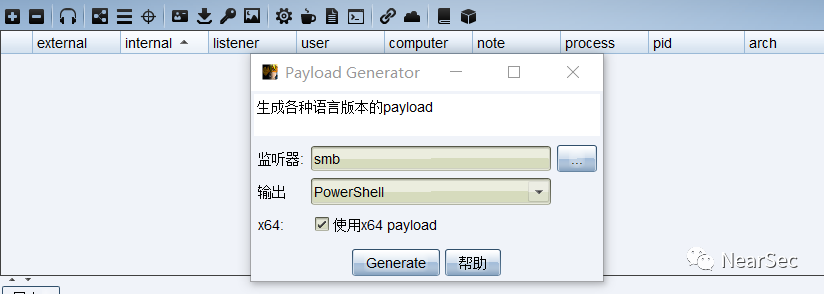 external internal listener user computer note process pid arch
Payload Generator
生成各种语言版本的payload
监听器: smb ...
输出 PowerShell
x64: 使用x64 payload
Generate 帮助
NearSec